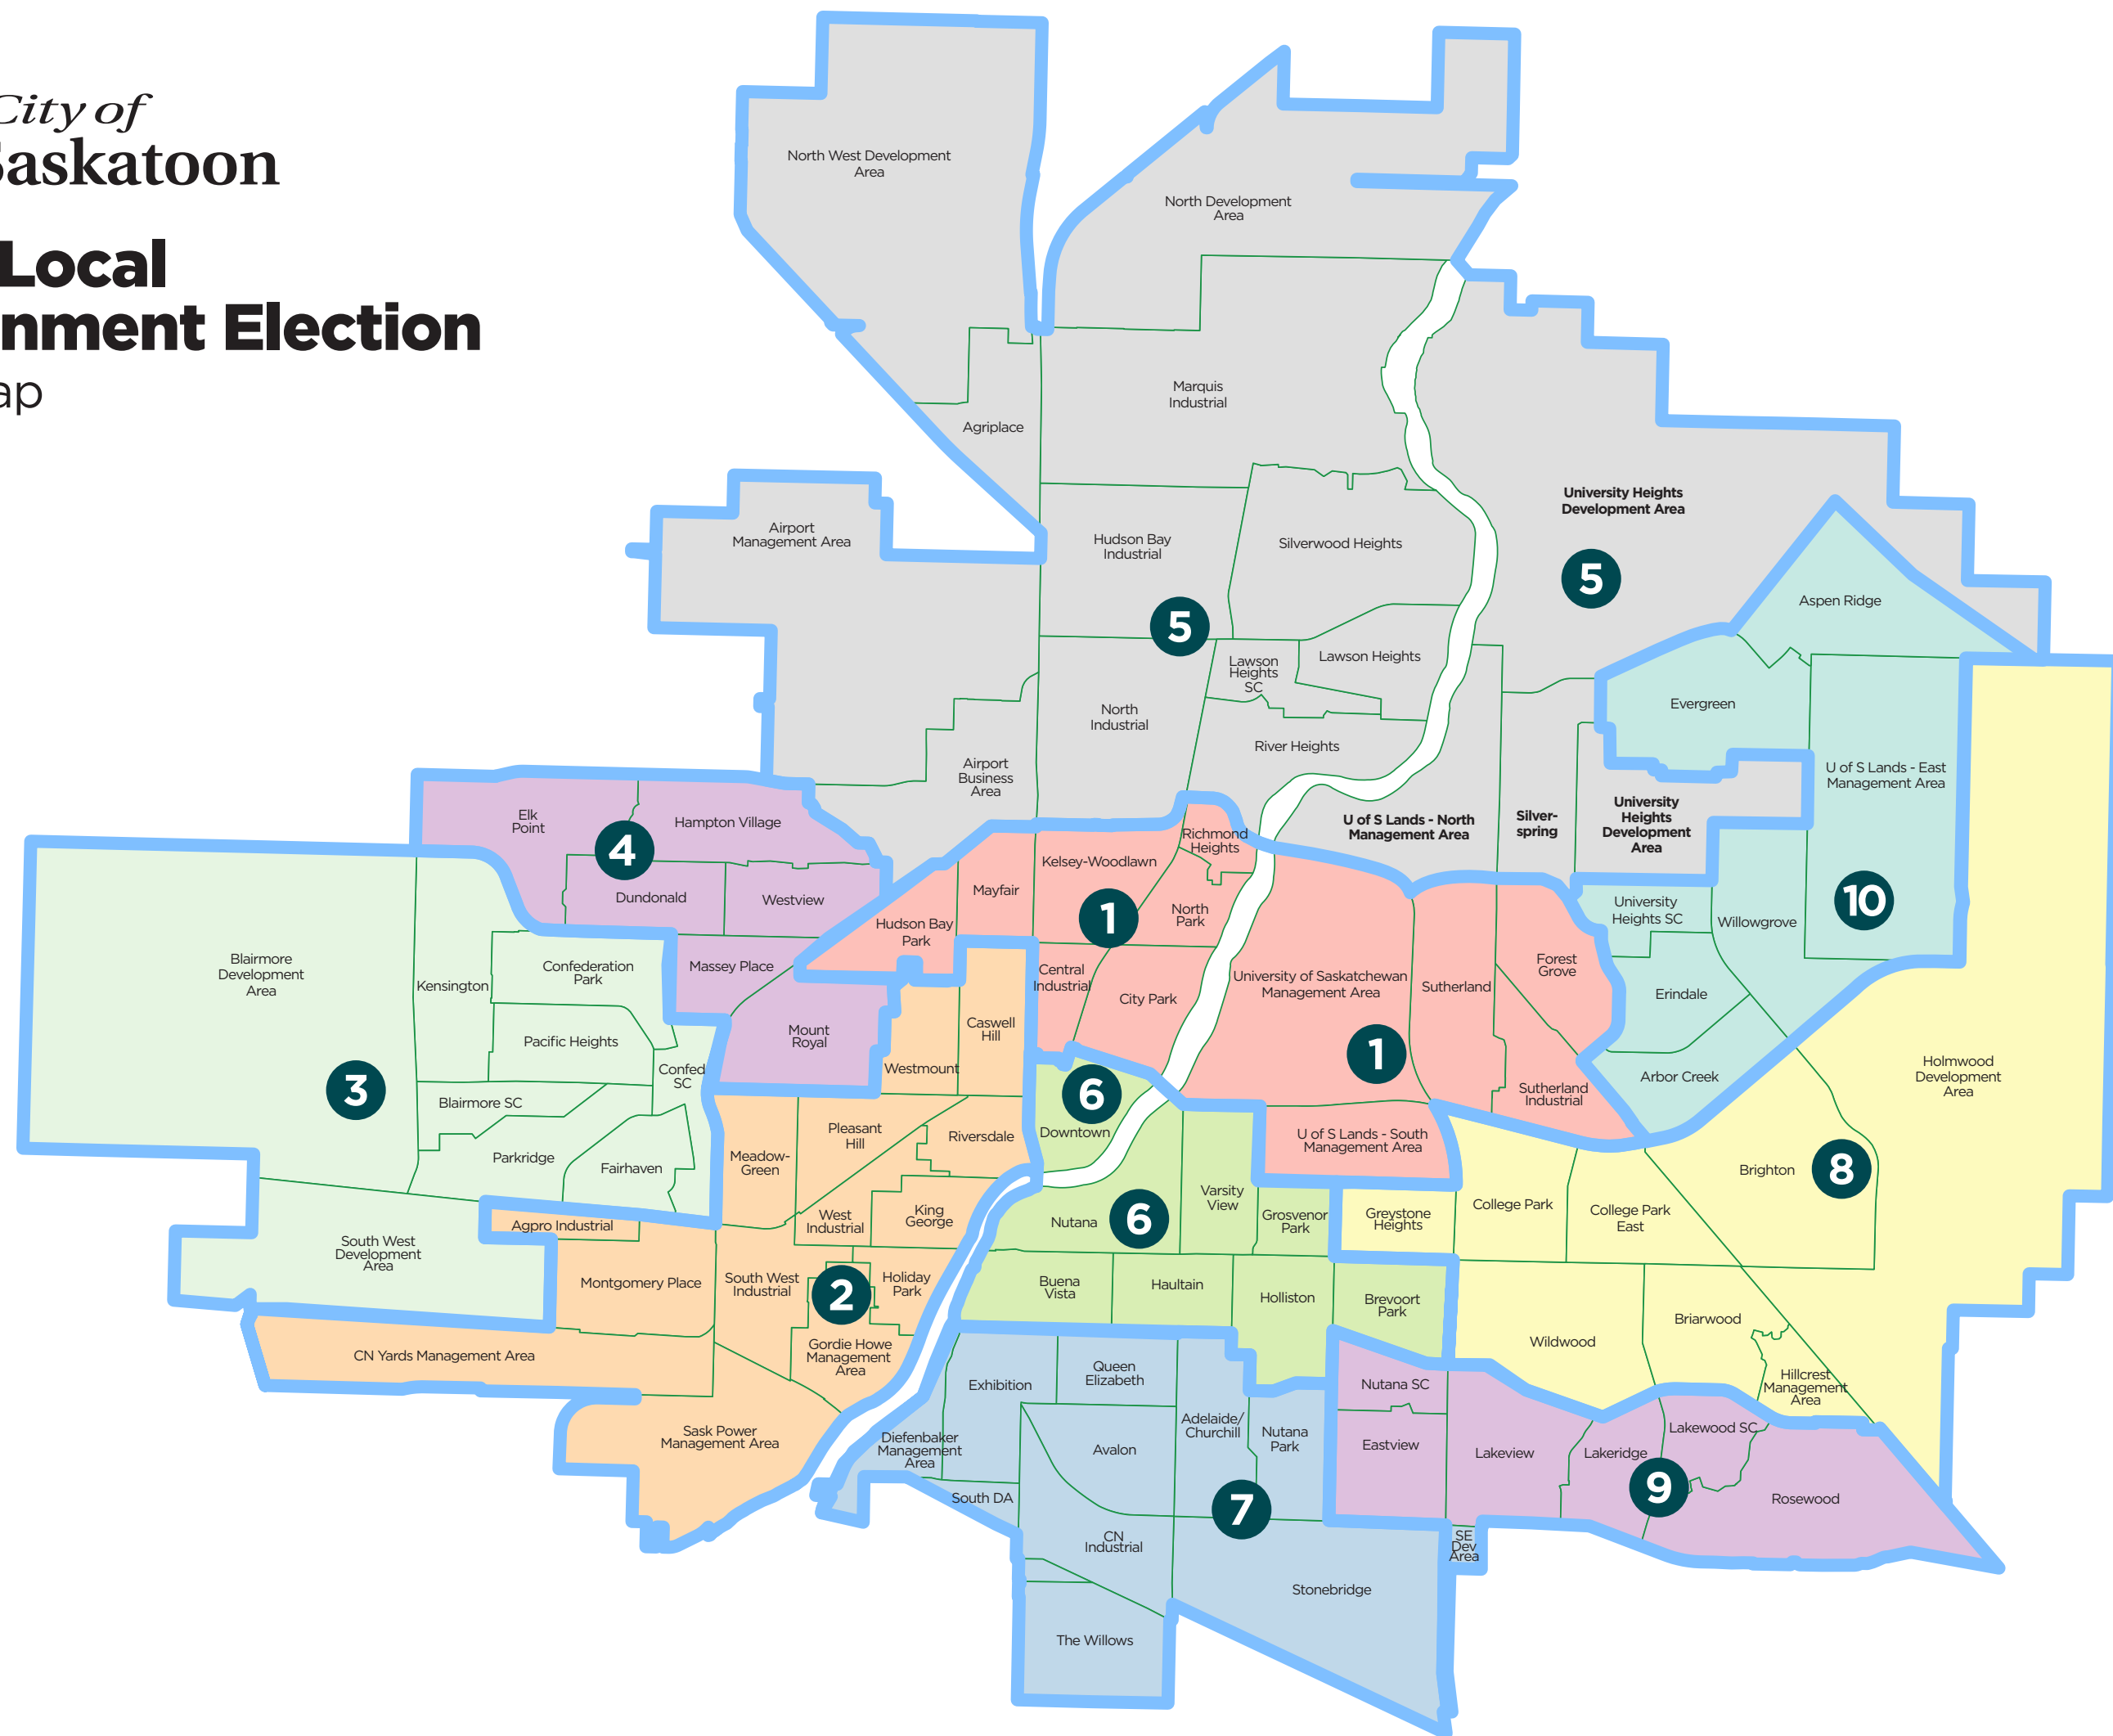 City of
Saskatoon
Local
nment Election
ap
North West Development
Area
North Development
Area
Marquis
Industrial
Agriplace
University Heights
Development Area
Airport
Management Area
Hudson Bay
Industrial
Silverwood Heights
5
5
Aspen Ridge
Lawson
Heights
SC
Lawson Heights
North
Industrial
Evergreen
River Heights
Airport
Business
Area
U of S Lands - East
Management Area
U of S Lands - North
Management Area
Silver-
spring
University
Heights
Development
Area
Elk
Point
Hampton Village
4
Richmond
Heights
Kelsey-Woodlawn
Mayfair
Dundonald
Westview
1
North
Park
Hudson Bay
Park
10
University
Heights SC
Willowgrove
Blairmore
Development
Area
Kensington
Confederation
Park
Massey Place
Central
Industrial
City Park
University of Saskatchewan
Management Area
Sutherland
Forest
Grove
Erindale
Pacific Heights
Mount
Royal
Caswell
Hill
Westmount
1
Confed
SC
3
Blairmore SC
6
Downtown
Sutherland
Industrial
Arbor Creek
Holmwood
Development
Area
Parkridge
Fairhaven
Meadow-
Green
Pleasant
Hill
Riversdale
U of S Lands - South
Management Area
Brighton
8
Agpro Industrial
West
Industrial
King
George
Nutana
6
Varsity
View
Grosvenor
Park
Greystone
Heights
College Park
College Park
East
South West
Development
Area
Montgomery Place
South West
Industrial
2
Holiday
Park
Buena
Vista
Haultain
Holliston
Brevoort
Park
CN Yards Management Area
Gordie Howe
Management
Area
Wildwood
Briarwood
Hillcrest
Management
Area
Exhibition
Queen
Elizabeth
Nutana SC
Sask Power
Management Area
Diefenbaker
Management
Area
Avalon
Adelaide/
Churchill
Nutana
Park
Eastview
Lakeview
Lakeridge
Lakewood SC
9
Rosewood
South DA
7
CN
Industrial
SE
Dev
Area
Stonebridge
The Willows